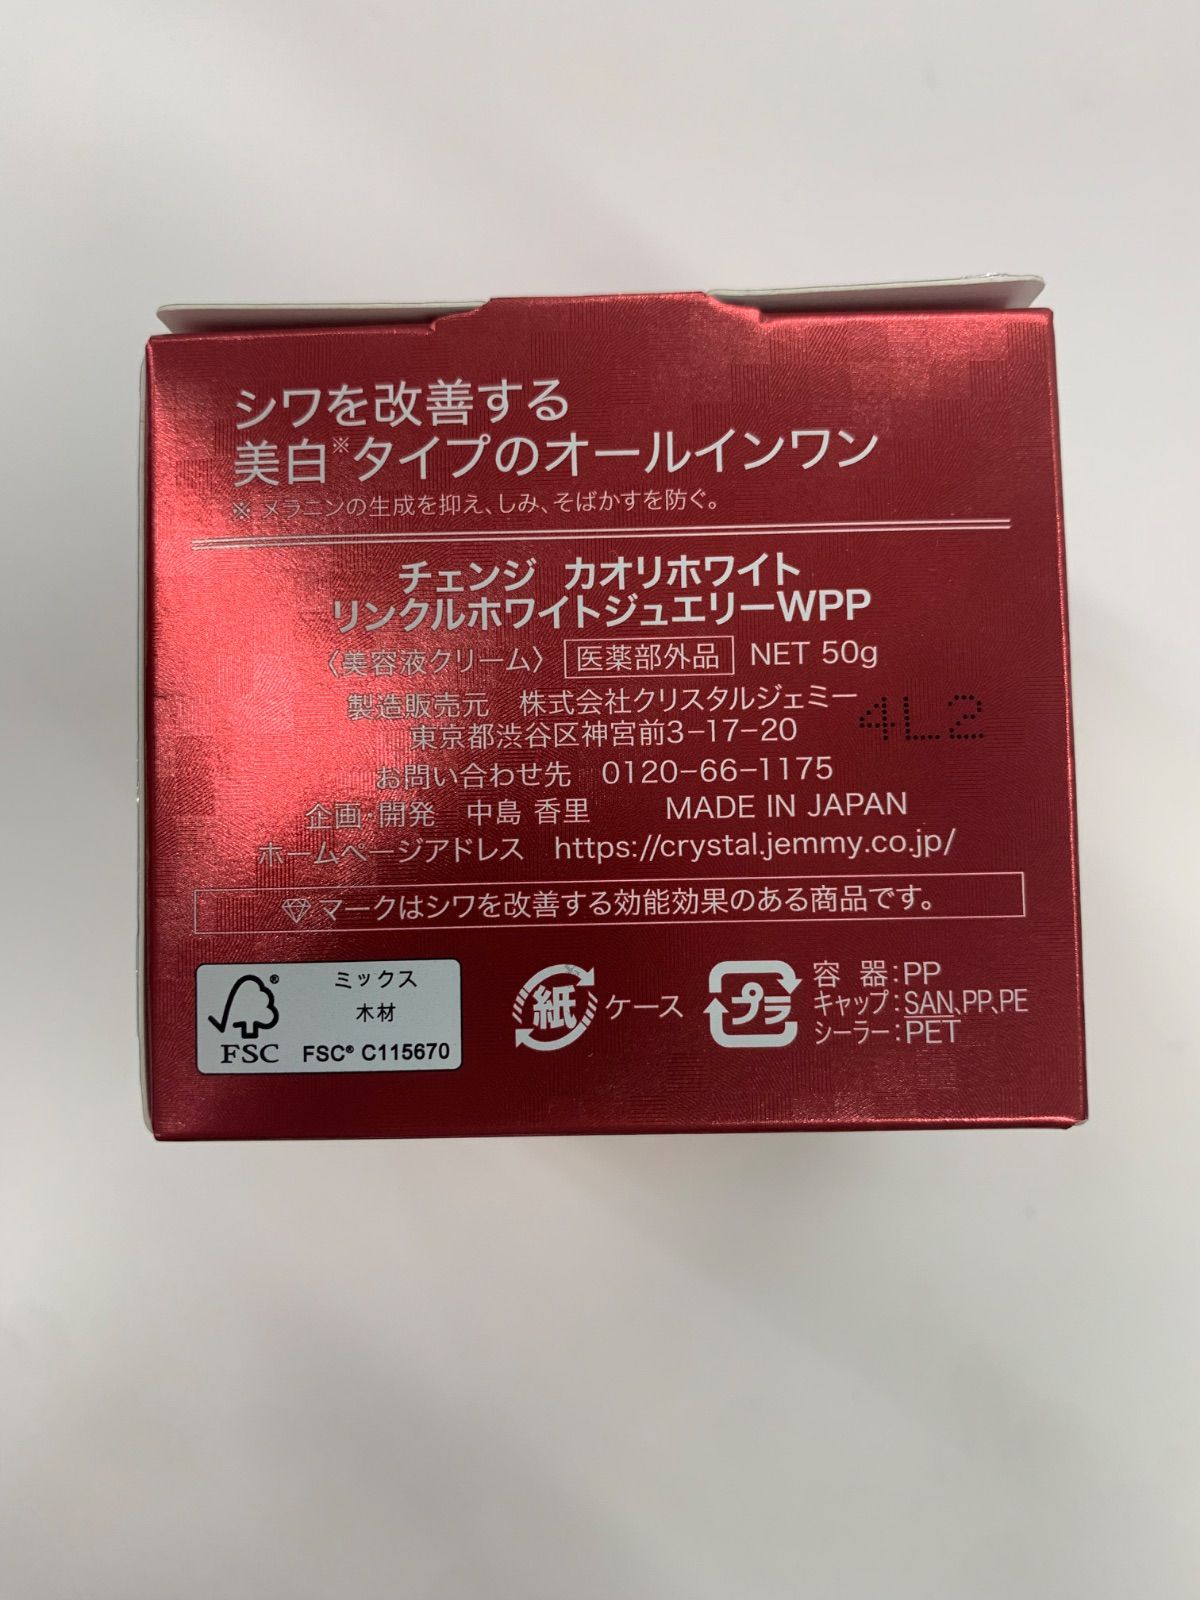 シワを改善する
美白※タイプのオールインワン
※ メラニンの生成を抑え、しみ、そばかすを防ぐ。
チェンジ カオリホワイト
リンクルホワイトジュエリーWPP
〈美容液クリーム〉 医薬部外品 NET 50g
製造販売元 株式会社クリスタルジェミー
東京都渋谷区神宮前3-17-20
4L2
お問い合わせ先 0120-66-1175
企画・開発 中島 香里 MADE IN JAPAN
ホームページアドレス https://crystal.jemmy.co.jp/
マークはシワを改善する効能効果のある商品です。
ミックス
木材
FSC® C115670
® FSC
紙 ケース
プラ
容 器:PP
キャップ:SAN、PP、PE
シーラー:PET